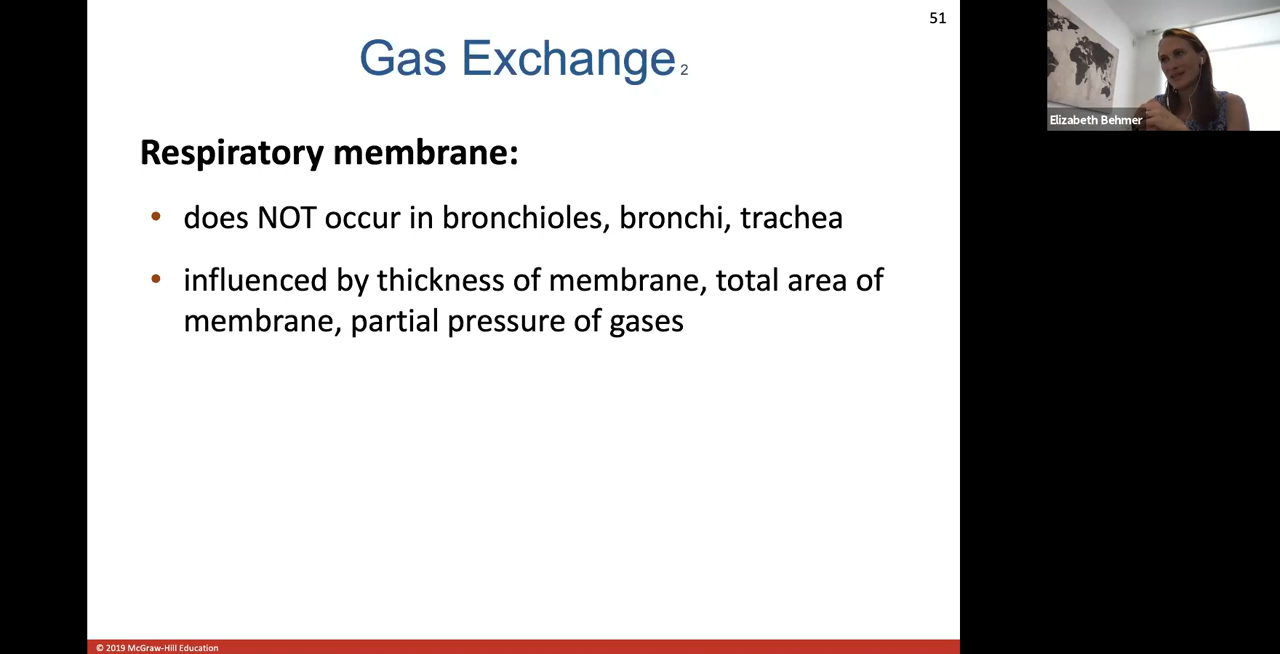 51
Gas Exchange 2
Elizabeth Behmer
Respiratory membrane:
• does NOT occur in bronchioles, bronchi, trachea
• influenced by thickness of membrane, total area of
membrane, partial pressure of gases
© 2019 McGraw-Hill Education